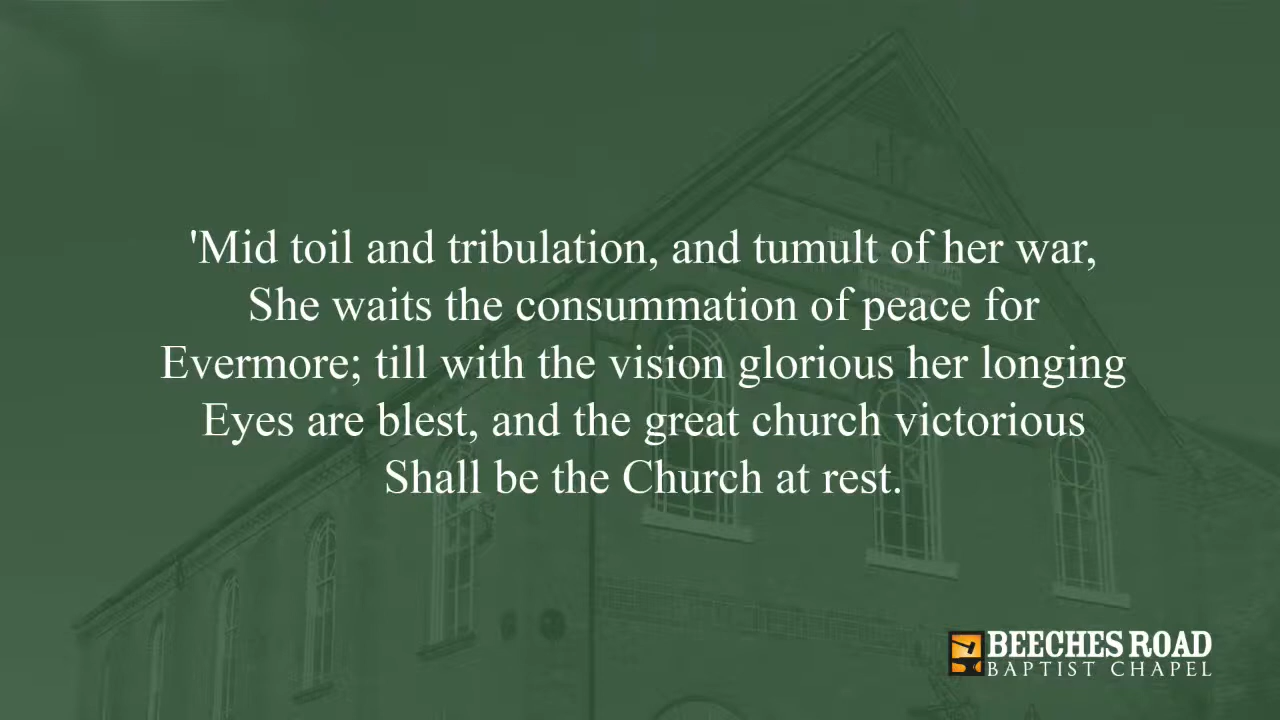 'Mid toil and tribulation, and tumult of her war,
She waits the consummation of peace for
Evermore; till with the vision glorious her longing
Eyes are blest, and the great church victorious
Shall be the Church at rest.
BEECHES ROAD
BAPTIST CHAPEL